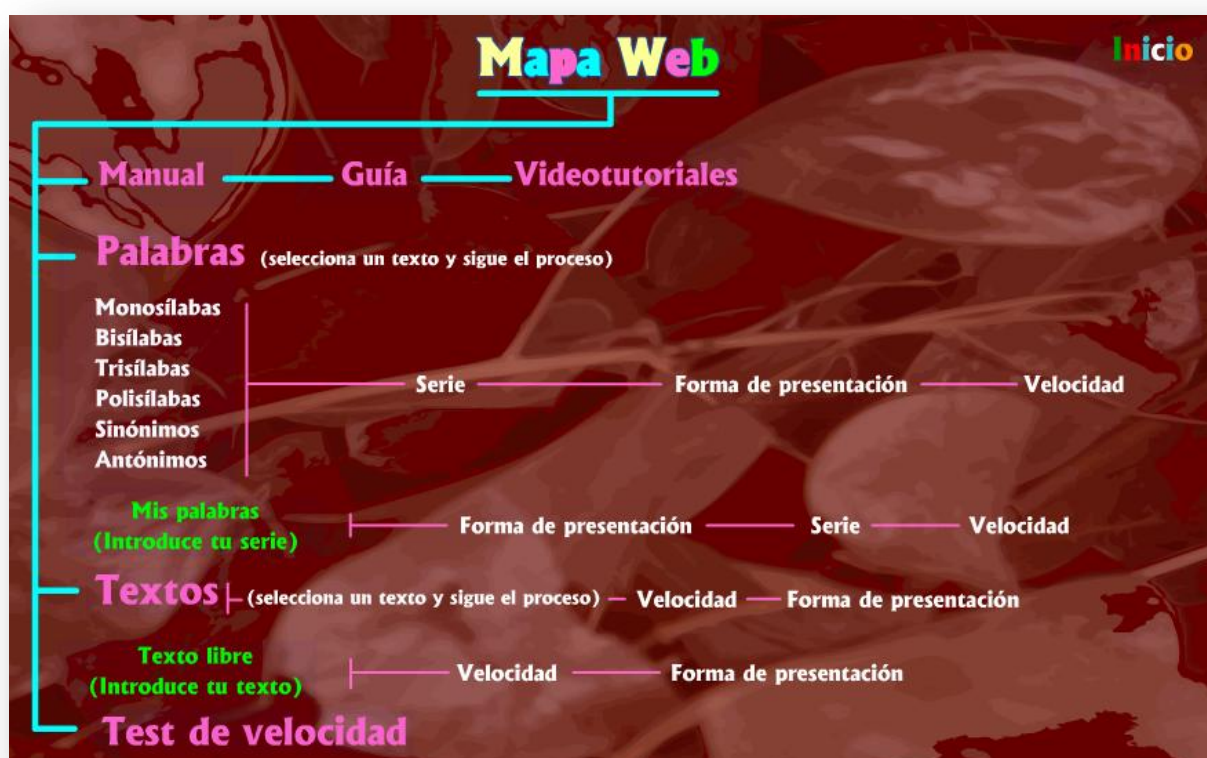 Mapa Web
Inicio
Manual Guía Videotutoriales
Palabras (selecciona un texto y sigue el proceso)
Monosílabas
Bisílabas
Trisílabas
Serie Forma de presentación Velocidad
Polisílabas
Sinónimos
Antónimos
Mis palabras
(Introduce tu serie)
Forma de presentación Serie Velocidad
Textos (selecciona un texto y sigue el proceso) Velocidad Forma de presentación
Texto libre
(Introduce tu texto)
Velocidad Forma de presentación
Test de velocidad